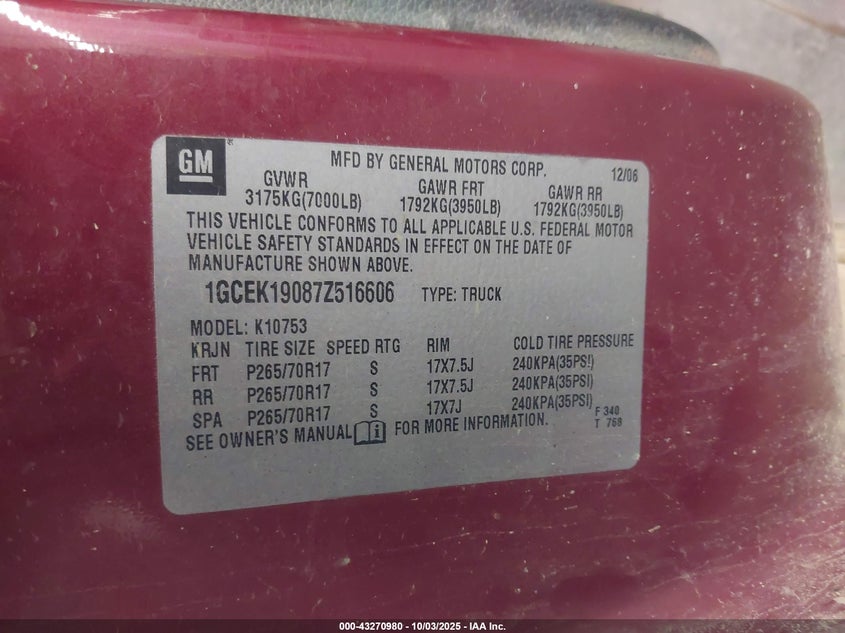 GM
MFD BY GENERAL MOTORS CORP. 12/06
GVWR GAWR FRT GAWR RR
3175KG(7000LB) 1792KG(3950LB) 1792KG(3950LB)
THIS VEHICLE CONFORMS TO ALL APPLICABLE U.S. FEDERAL MOTOR
VEHICLE SAFETY STANDARDS IN EFFECT ON THE DATE OF
MANUFACTURE SHOWN ABOVE.
1GCEK19087Z516606 TYPE: TRUCK
MODEL: K10753
KRJN TIRE SIZE SPEED RTG RIM COLD TIRE PRESSURE
FRT P265/70R17 S 17X7.5J 240KPA(35PSI)
RR P265/70R17 S 17X7.5J 240KPA(35PSI)
SPA P265/70R17 S 17X7J 240KPA(35PSI)
F 340
T 768
SEE OWNER'S MANUAL FOR MORE INFORMATION.
000-43270980 - 10/03/2025 - IAA Inc.